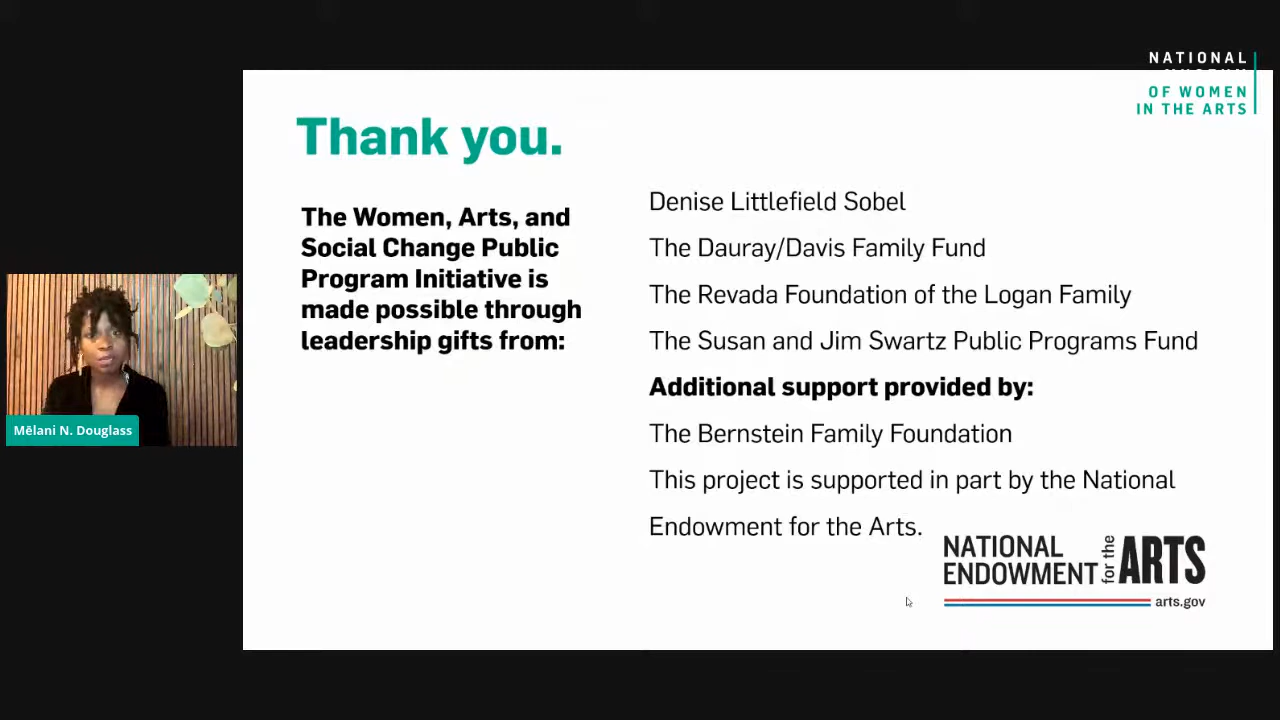 NATIONAL
MUSEUM
OF WOMEN
IN THE ARTS
Thank you.
The Women, Arts, and
Social Change Public
Program Initiative is
made possible through
leadership gifts from:
Denise Littlefield Sobel
The Dauray/Davis Family Fund
The Revada Foundation of the Logan Family
The Susan and Jim Swartz Public Programs Fund
Additional support provided by:
The Bernstein Family Foundation
This project is supported in part by the National
Endowment for the Arts.
NATIONAL
ENDOWMENT
for the
ARTS
arts.gov
Mēlani N. Douglass